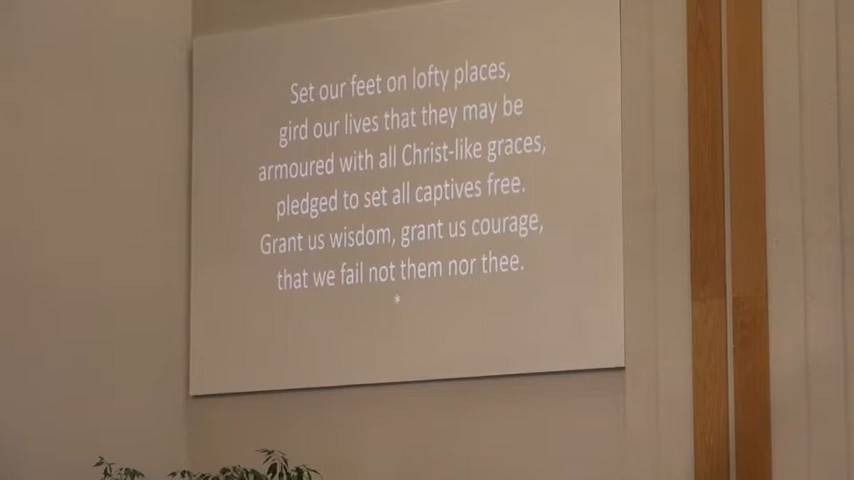 Set our feet on lofty places,
gird our lives that they may be
armoured with all Christ-like graces,
pledged to set all captives free.
Grant us wisdom, grant us courage,
that we fail not them nor thee.
*